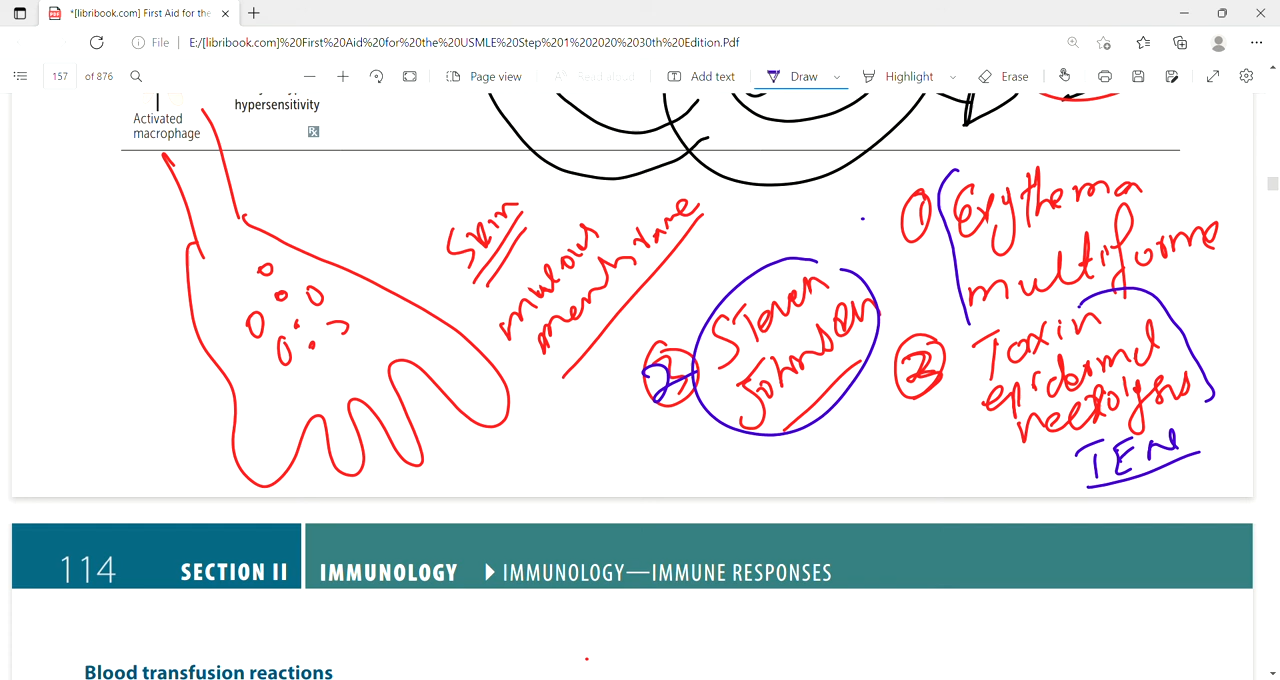 *[libribook.com] First Aid for the
File
E:/[libribook.com]%20First%20Aid%20for%20the%20USMLE%20Step%201%202020%2030th%20Edition.Pdf
157 of 876
Page view
Read aloud
Add text
Draw
Highlight
Erase
hypersensitivity
Rx
Activated
macrophage
Skin
mucous
membrane
2
Steven
Johnson
1 Erythema
multiforme
Toxin
epidermal
necrolysis
TEN
114 SECTION II IMMUNOLOGY ▶ IMMUNOLOGY—IMMUNE RESPONSES
Blood transfusion reactions